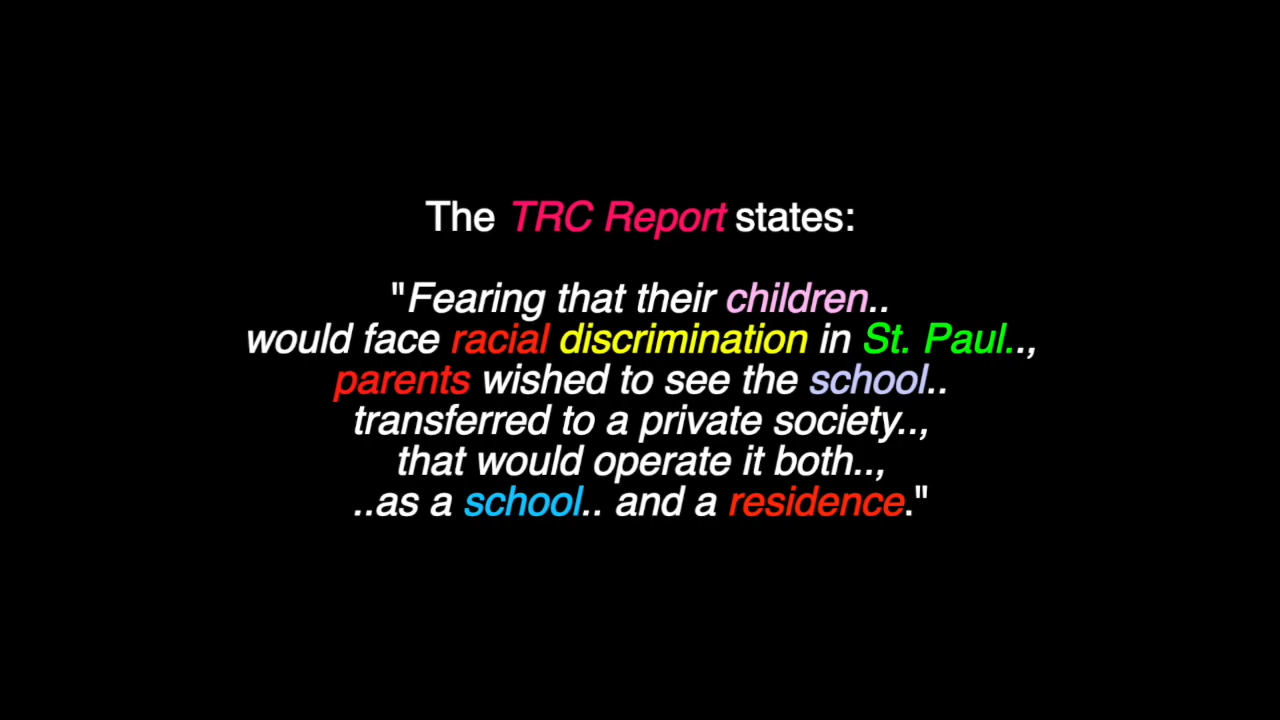 The TRC Report states:
"Fearing that their children..
would face racial discrimination in St. Paul..,
parents wished to see the school..
transferred to a private society..,
that would operate it both..,
..as a school.. and a residence."